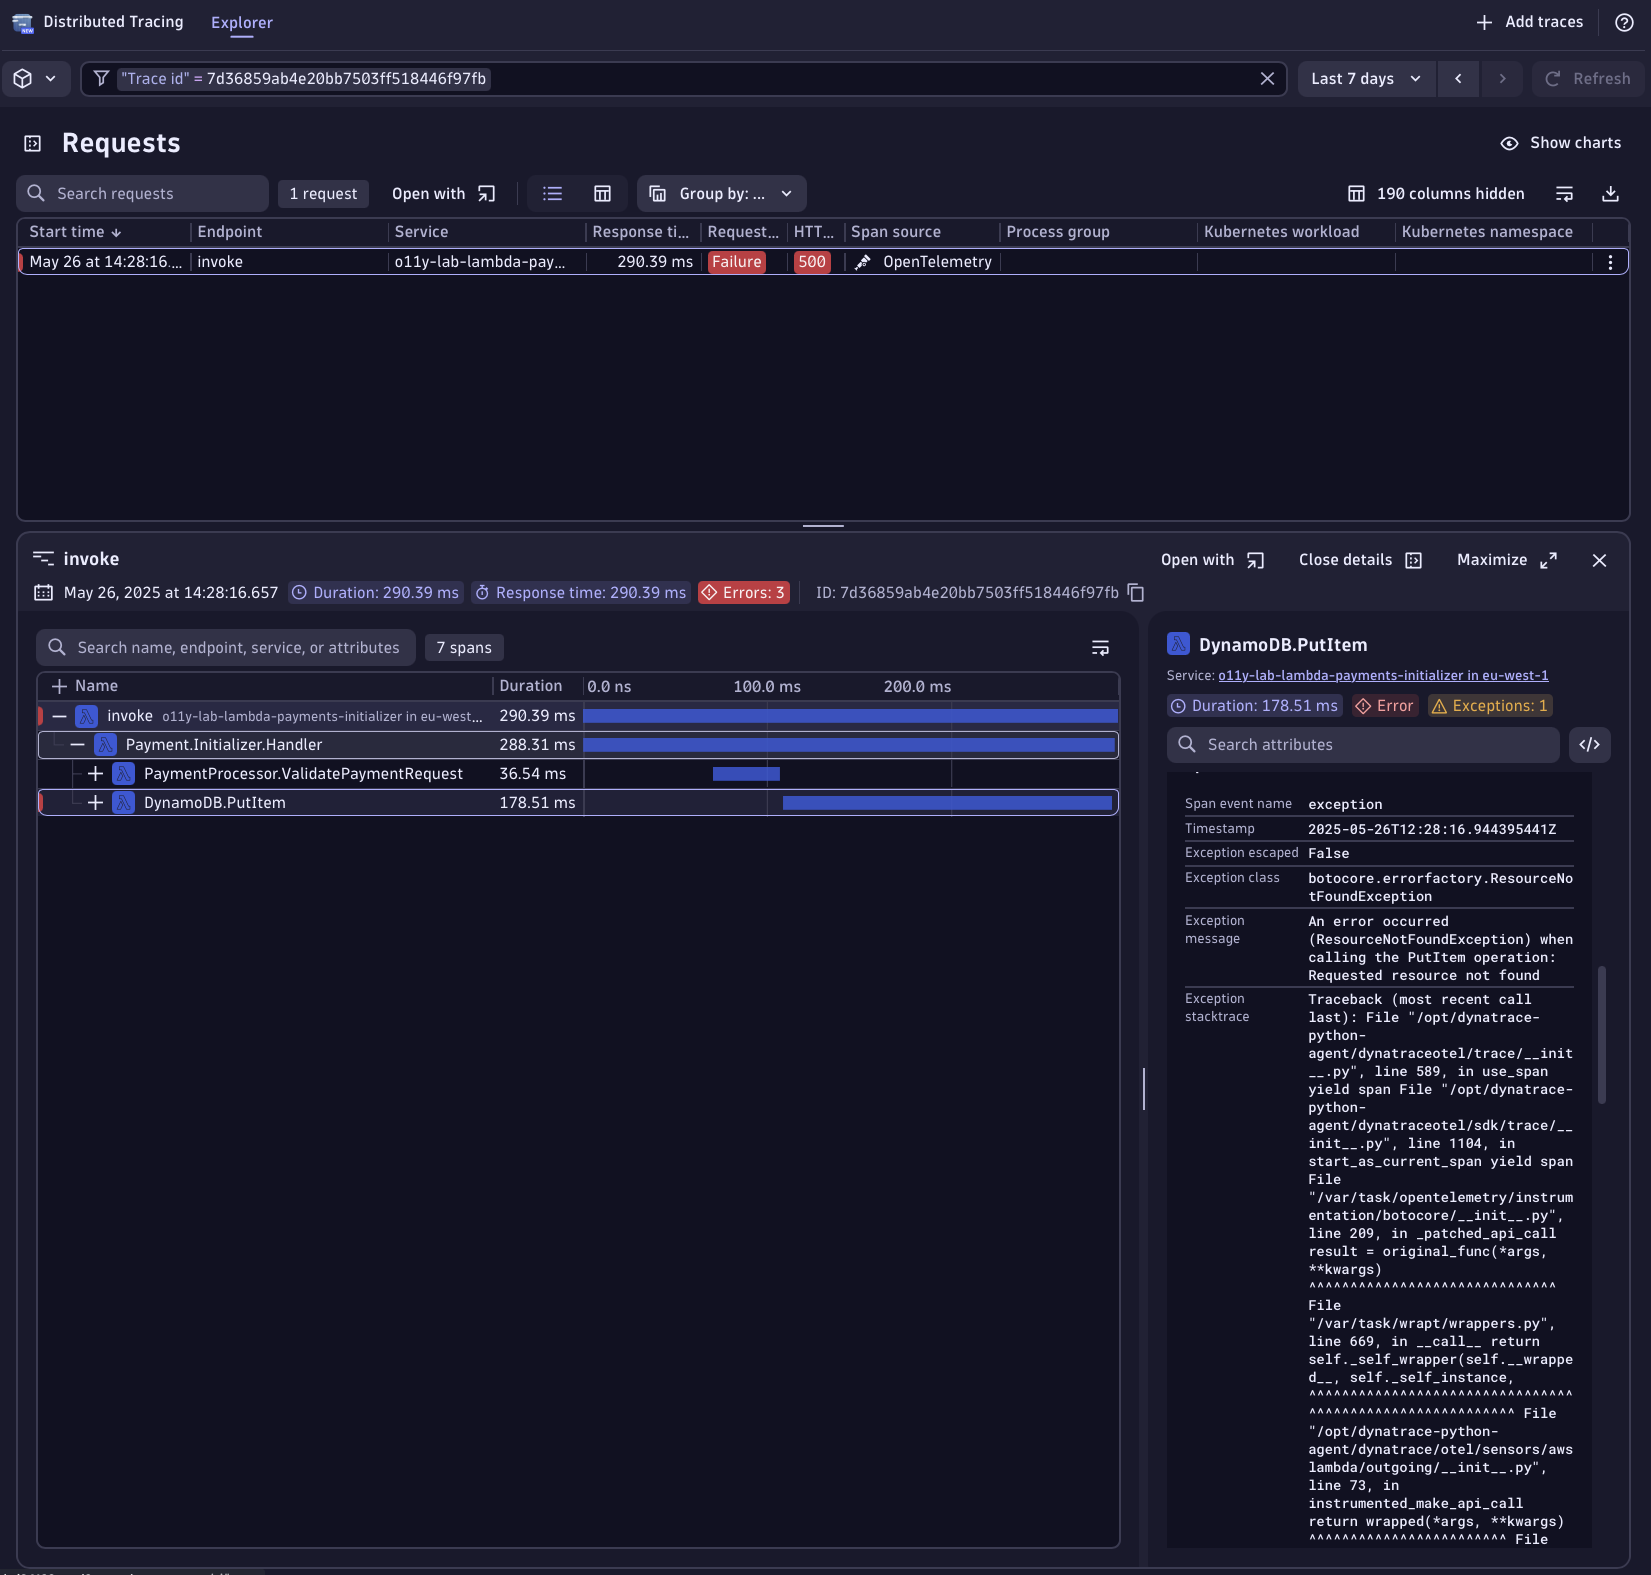 Distributed Tracing
Explorer
Add traces
"Trace id" = 7d36859ab4e20bb7503ff518446f97fb
Last 7 days
Refresh
Requests
Show charts
Search requests
1 request
Open with
Group by: ...
190 columns hidden
Start time
Endpoint
Service
Response ti...
Request...
HTT...
Span source
Process group
Kubernetes workload
Kubernetes namespace
May 26 at 14:28:16....
invoke
o11y-lab-lambda-pay...
290.39 ms
Failure
500
OpenTelemetry
invoke
Open with
Close details
Maximize
May 26, 2025 at 14:28:16.657
Duration: 290.39 ms
Response time: 290.39 ms
Errors: 3
ID: 7d36859ab4e20bb7503ff518446f97fb
Search name, endpoint, service, or attributes
7 spans
Name
Duration
0.0 ns
100.0 ms
200.0 ms
invoke o11y-lab-lambda-payments-initializer in eu-west... 290.39 ms
Payment.Initializer.Handler 288.31 ms
PaymentProcessor.ValidatePaymentRequest 36.54 ms
DynamoDB.PutItem 178.51 ms
DynamoDB.PutItem
Service: o11y-lab-lambda-payments-initializer in eu-west-1
Duration: 178.51 ms
Error
Exceptions: 1
Search attributes
</>
Span event name exception
Timestamp 2025-05-26T12:28:16.944395441Z
Exception escaped False
Exception class botocore.errorfactory.ResourceNo
tFoundException
Exception message
An error occurred
(ResourceNotFoundException) when
calling the PutItem operation:
Requested resource not found
Exception stacktrace
Traceback (most recent call
last): File "/opt/dynatrace-
python-
agent/dynatraceotel/trace/__init
__.py", line 589, in use_span
yield span File "/opt/dynatrace-
python-
agent/dynatraceotel/sdk/trace/__
init__.py", line 1104, in
start_as_current_span yield span
File
"/var/task/opentelemetry/instrum
entation/botocore/__init__.py",
line 209, in _patched_api_call
result = original_func(*args,
**kwargs)
^^^^^^^^^^^^^^^^^^^^^^^^^^^^^^
File
"/var/task/wrapt/wrappers.py",
line 669, in __call__ return
self._self_wrapper(self.__wrappe
d__, self._self_instance,
^^^^^^^^^^^^^^^^^^^^^^^^^^^^^^^^
^^^^^^^^^^^^^^^^^^^^^^^^^ File
"/opt/dynatrace-python-
agent/dynatrace/otel/sensors/aws
lambda/outgoing/__init__.py",
line 73, in
instrumented_make_api_call
return wrapped(*args, **kwargs)
^^^^^^^^^^^^^^^^^^^^^^^^ File